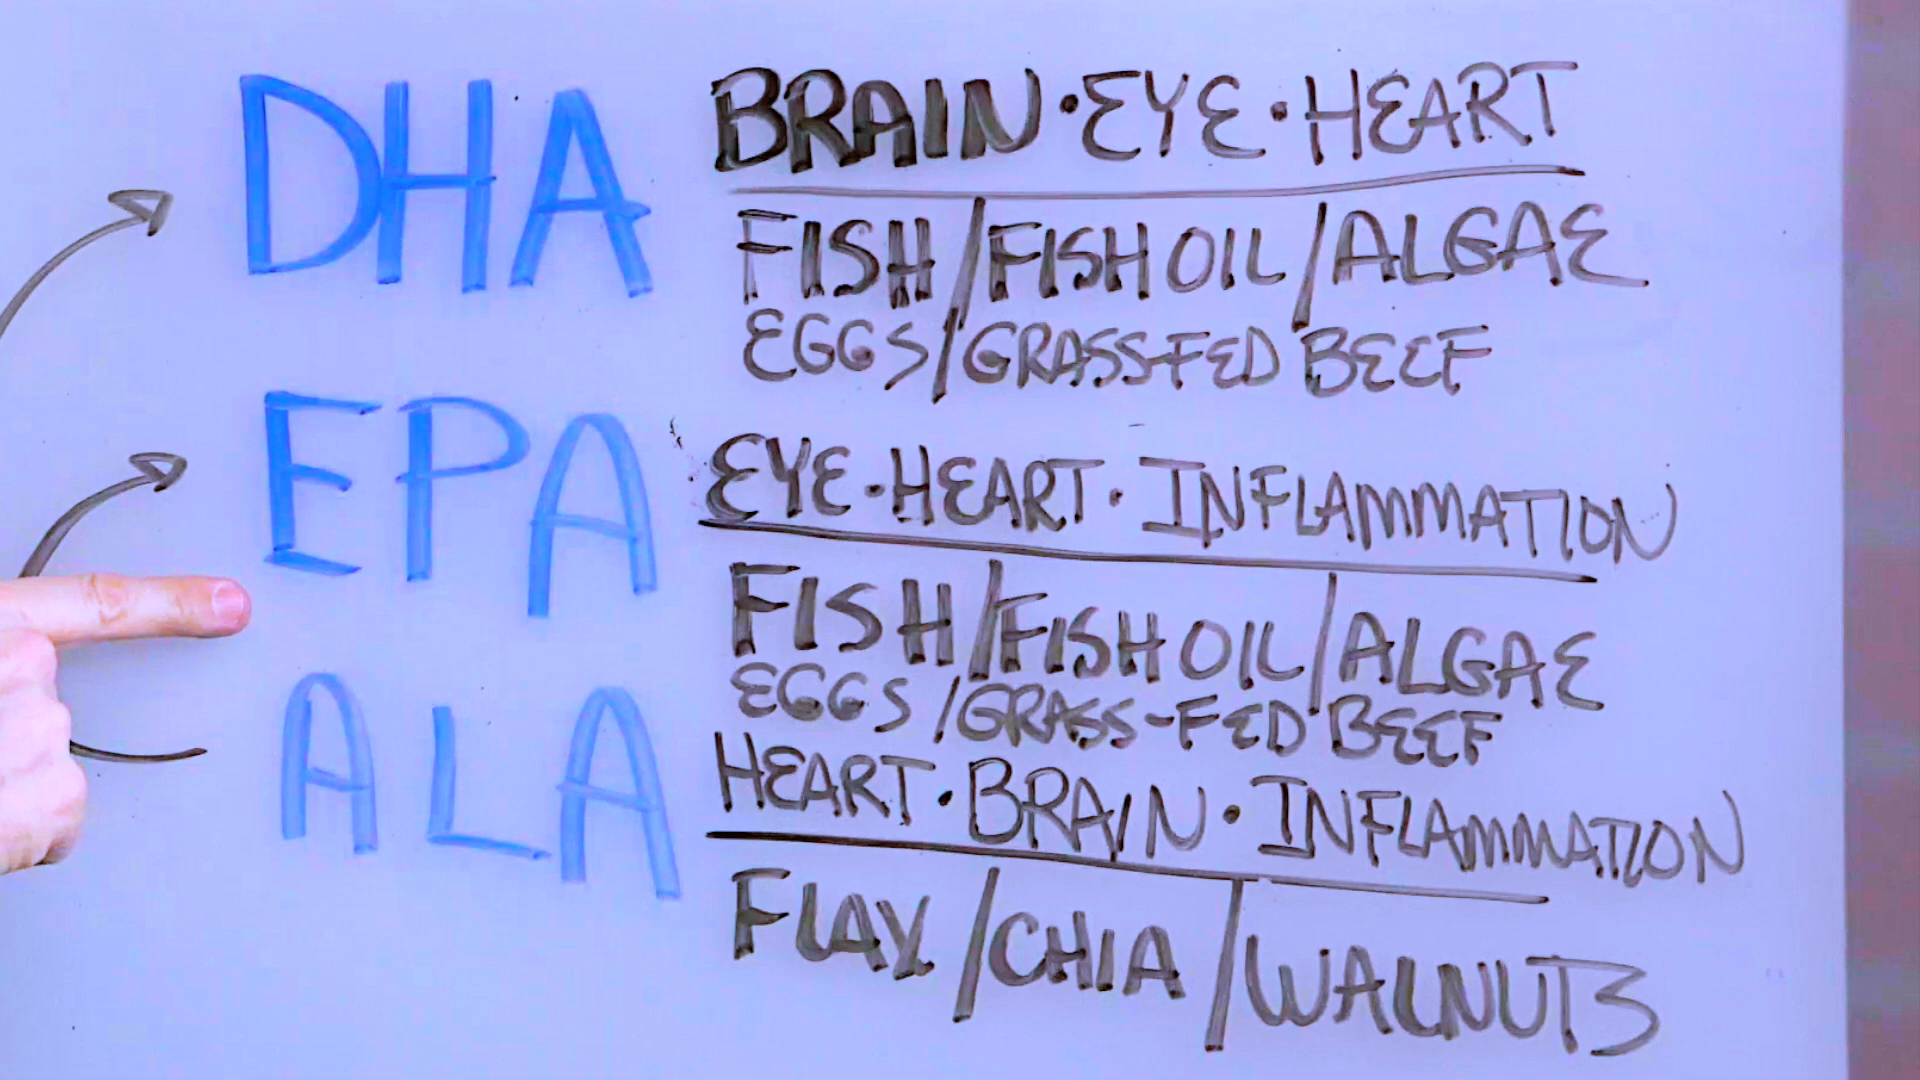 DHA
BRAIN • EYE • HEART
FISH / FISH OIL / ALGAE
EGGS / GRASS-FED BEEF
EPA
EYE • HEART • INFLAMMATION
FISH / FISH OIL / ALGAE
EGGS / GRASS-FED BEEF
ALA
HEART • BRAIN • INFLAMMATION
FLAX / CHIA / WALNUTS